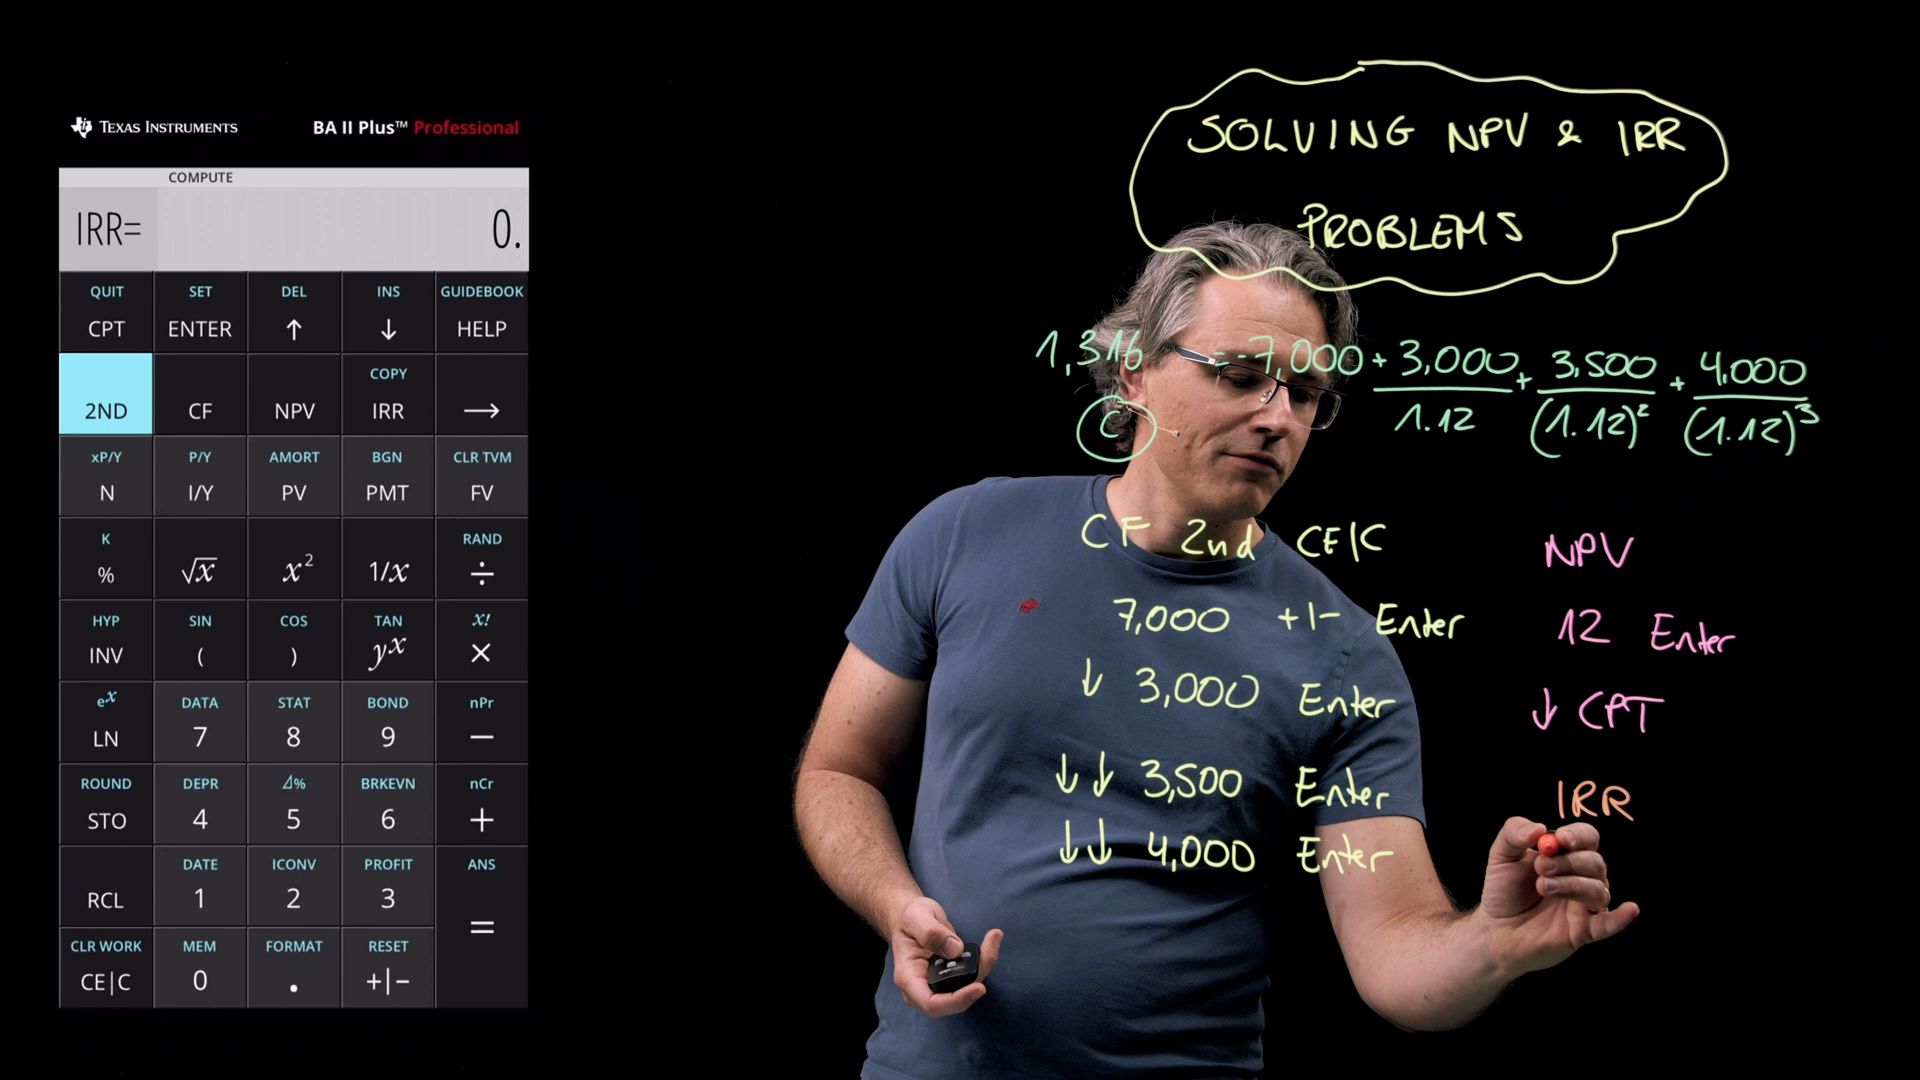 TEXAS INSTRUMENTS BA II Plus™ Professional
COMPUTE
IRR= 0.
QUIT SET DEL INS GUIDEBOOK
CPT ENTER ↑ ↓ HELP
COPY
2ND CF NPV IRR →
xP/Y P/Y AMORT BGN CLR TVM
N I/Y PV PMT FV
K RAND
% √x x² 1/x ÷
HYP SIN COS TAN x!
INV ( ) yˣ ×
eˣ DATA STAT BOND nPr
LN 7 8 9 −
ROUND DEPR Δ% BRKEVN nCr
STO 4 5 6 +
DATE ICONV PROFIT ANS
RCL 1 2 3 =
CLR WORK MEM FORMAT RESET
CE|C 0 . +|−
SOLVING NPV & IRR
PROBLEMS
1,316 = -7,000 + 3,000/1.12 + 3,500/(1.12)² + 4.000/(1.12)³
C
CF 2nd CE|C
7,000 +|− Enter
↓ 3,000 Enter
↓↓ 3,500 Enter
↓↓ 4,000 Enter
NPV
12 Enter
↓ CPT
IRR